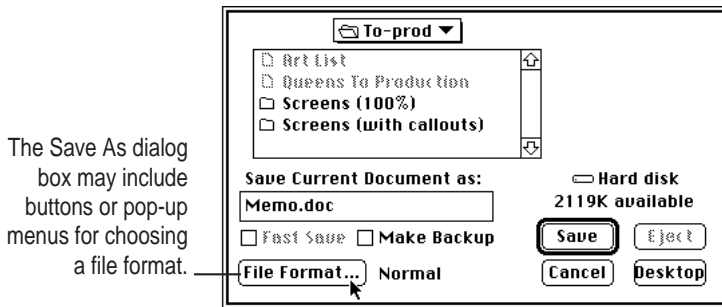 To-prod
Art List
Queens To Production
Screens (100%)
Screens (with callouts)
The Save As dialog
box may include
buttons or pop-up
menus for choosing
a file format.
Save Current Document as:
Memo.doc
Fast Save Make Backup
File Format... Normal
Hard disk
2119K available
Save Eject
Cancel Desktop